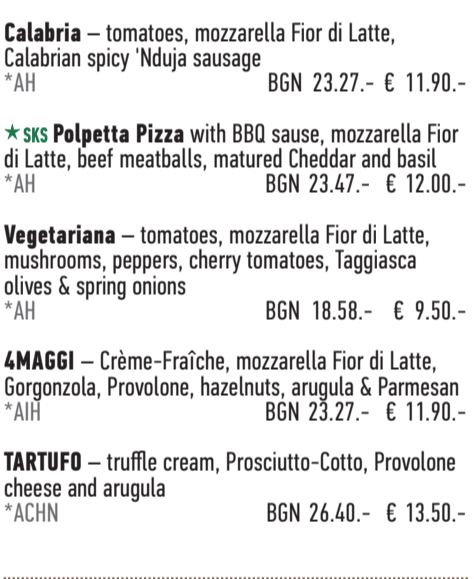 Calabria – tomatoes, mozzarella Fior di Latte,
Calabrian spicy 'Nduja sausage
*AH BGN 23.27.- € 11.90.-
★ SKS Polpetta Pizza with BBQ sause, mozzarella Fior
di Latte, beef meatballs, matured Cheddar and basil
*AH BGN 23.47.- € 12.00.-
Vegetariana – tomatoes, mozzarella Fior di Latte,
mushrooms, peppers, cherry tomatoes, Taggiasca
olives & spring onions
*AH BGN 18.58.- € 9.50.-
4MAGGI – Crème-Fraîche, mozzarella Fior di Latte,
Gorgonzola, Provolone, hazelnuts, arugula & Parmesan
*AIH BGN 23.27.- € 11.90.-
TARTUFO – truffle cream, Prosciutto-Cotto, Provolone
cheese and arugula
*ACHN BGN 26.40.- € 13.50.-